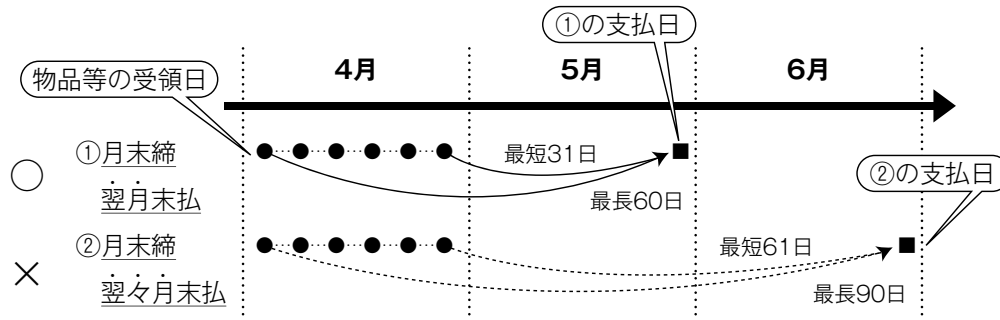 ①の支払日
4月 5月 6月
物品等の受領日
○ ①月末締 最短31日
翌月末払 最長60日
②の支払日
× ②月末締 最短61日
翌々月末払 最長90日